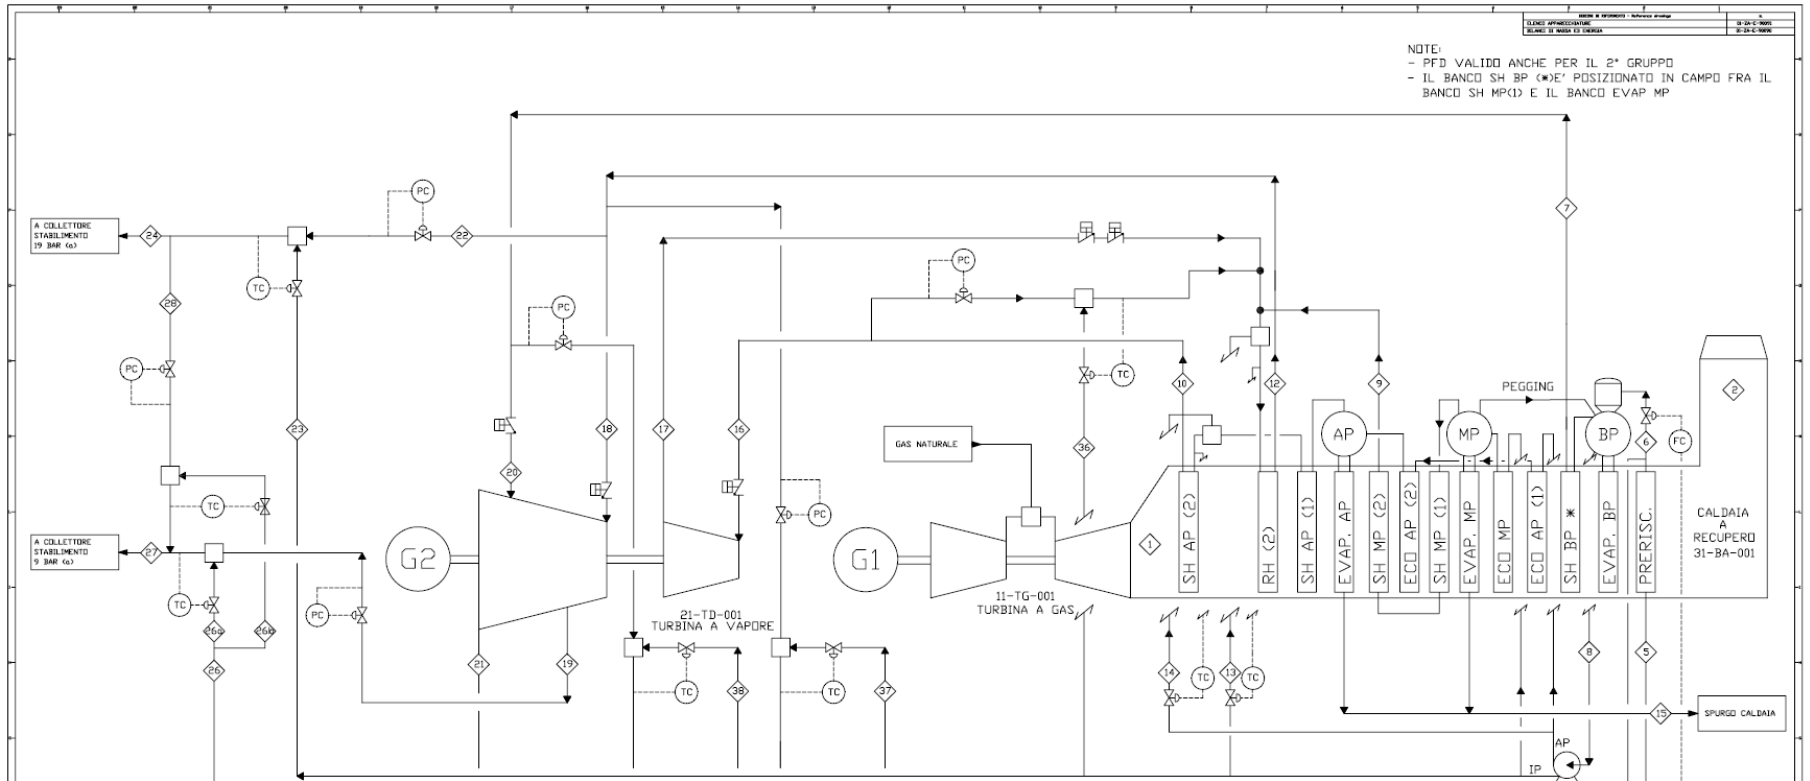 ELENCO APPARECCHIATURE
BILANCI DI MASSA ED ENERGIA
NOTE:
- PFD VALIDO ANCHE PER IL 2° GRUPPO
- IL BANCO SH BP (*)E' POSIZIONATO IN CAMPO FRA IL
BANCO SH MP(1) E IL BANCO EVAP MP
7
PC
A COLLETTORE
STABILIMENTO
19 BAR (a)
24
22
PC
TC
28
PC
PC
TC
10
12
9
PEGGING
2
23
18
17
16
GAS NATURALE
36
AP
MP
BP
6
FC
20
TC
PC
SH AP (2)
RH (2)
SH AP (1)
EVAP. AP
SH MP (2)
ECO AP (2)
SH MP (1)
EVAP. MP
ECO MP
ECO AP (1)
SH BP *
EVAP. BP
PRERISC.
CALDAIA
A
RECUPERO
31-BA-001
A COLLETTORE
STABILIMENTO
9 BAR (a)
27
G2
G1
1
TC
PC
11-TG-001
TURBINA A GAS
21-TD-001
TURBINA A VAPORE
26a
26b
26
21
19
TC
38
TC
37
14
TC
13
TC
8
5
15
SPURGO CALDAIA
AP
IP